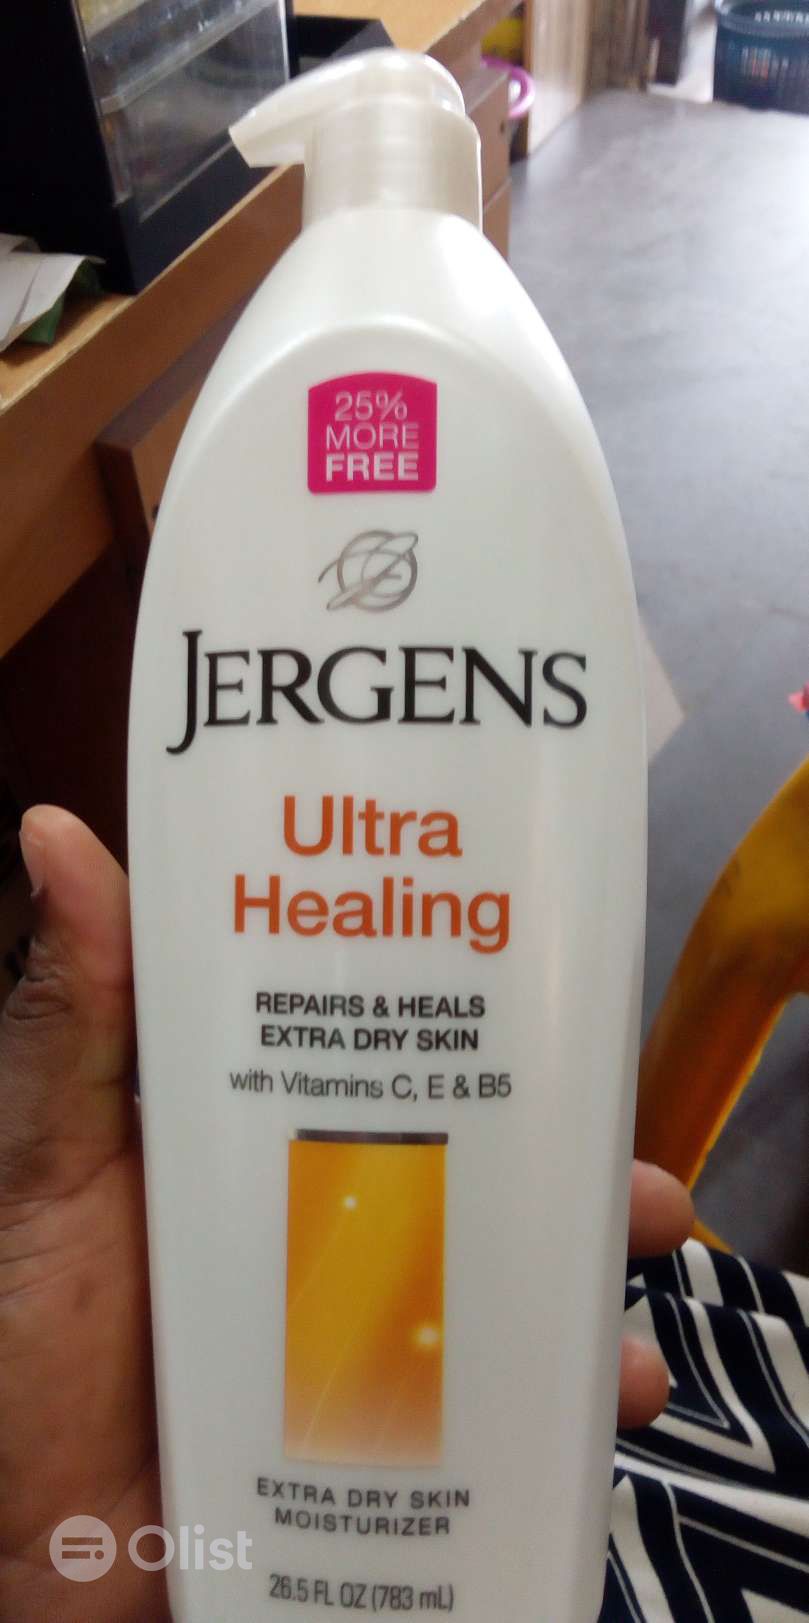 25%
MORE
FREE
JERGENS
Ultra
Healing
REPAIRS & HEALS
EXTRA DRY SKIN
with Vitamins C, E & B5
EXTRA DRY SKIN
MOISTURIZER
26.5 FL OZ (783 mL)
Olist